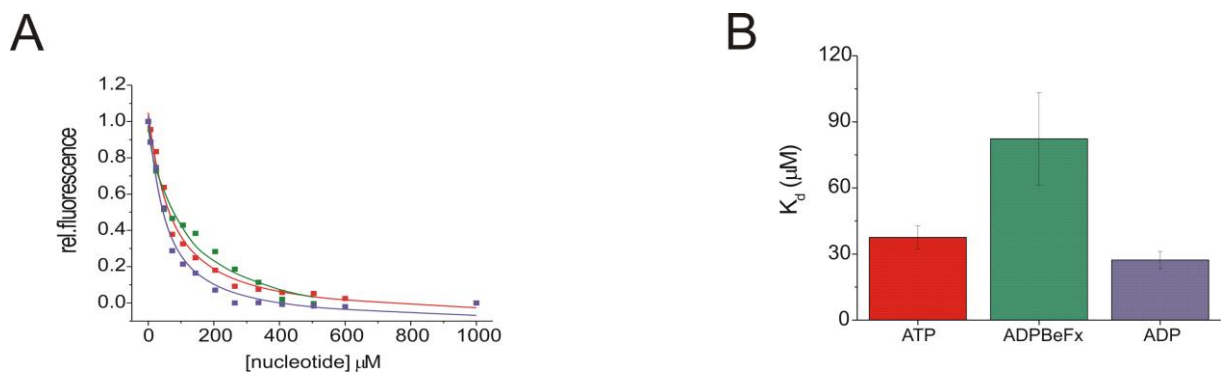 A
1.2
1.0
0.8
0.6
0.4
0.2
0.0
rel.fluorescence
0 200 400 600 800 1000
[nucleotide] μM
B
120
90
60
30
0
K_d (μM)
ATP ADPBeFx ADP